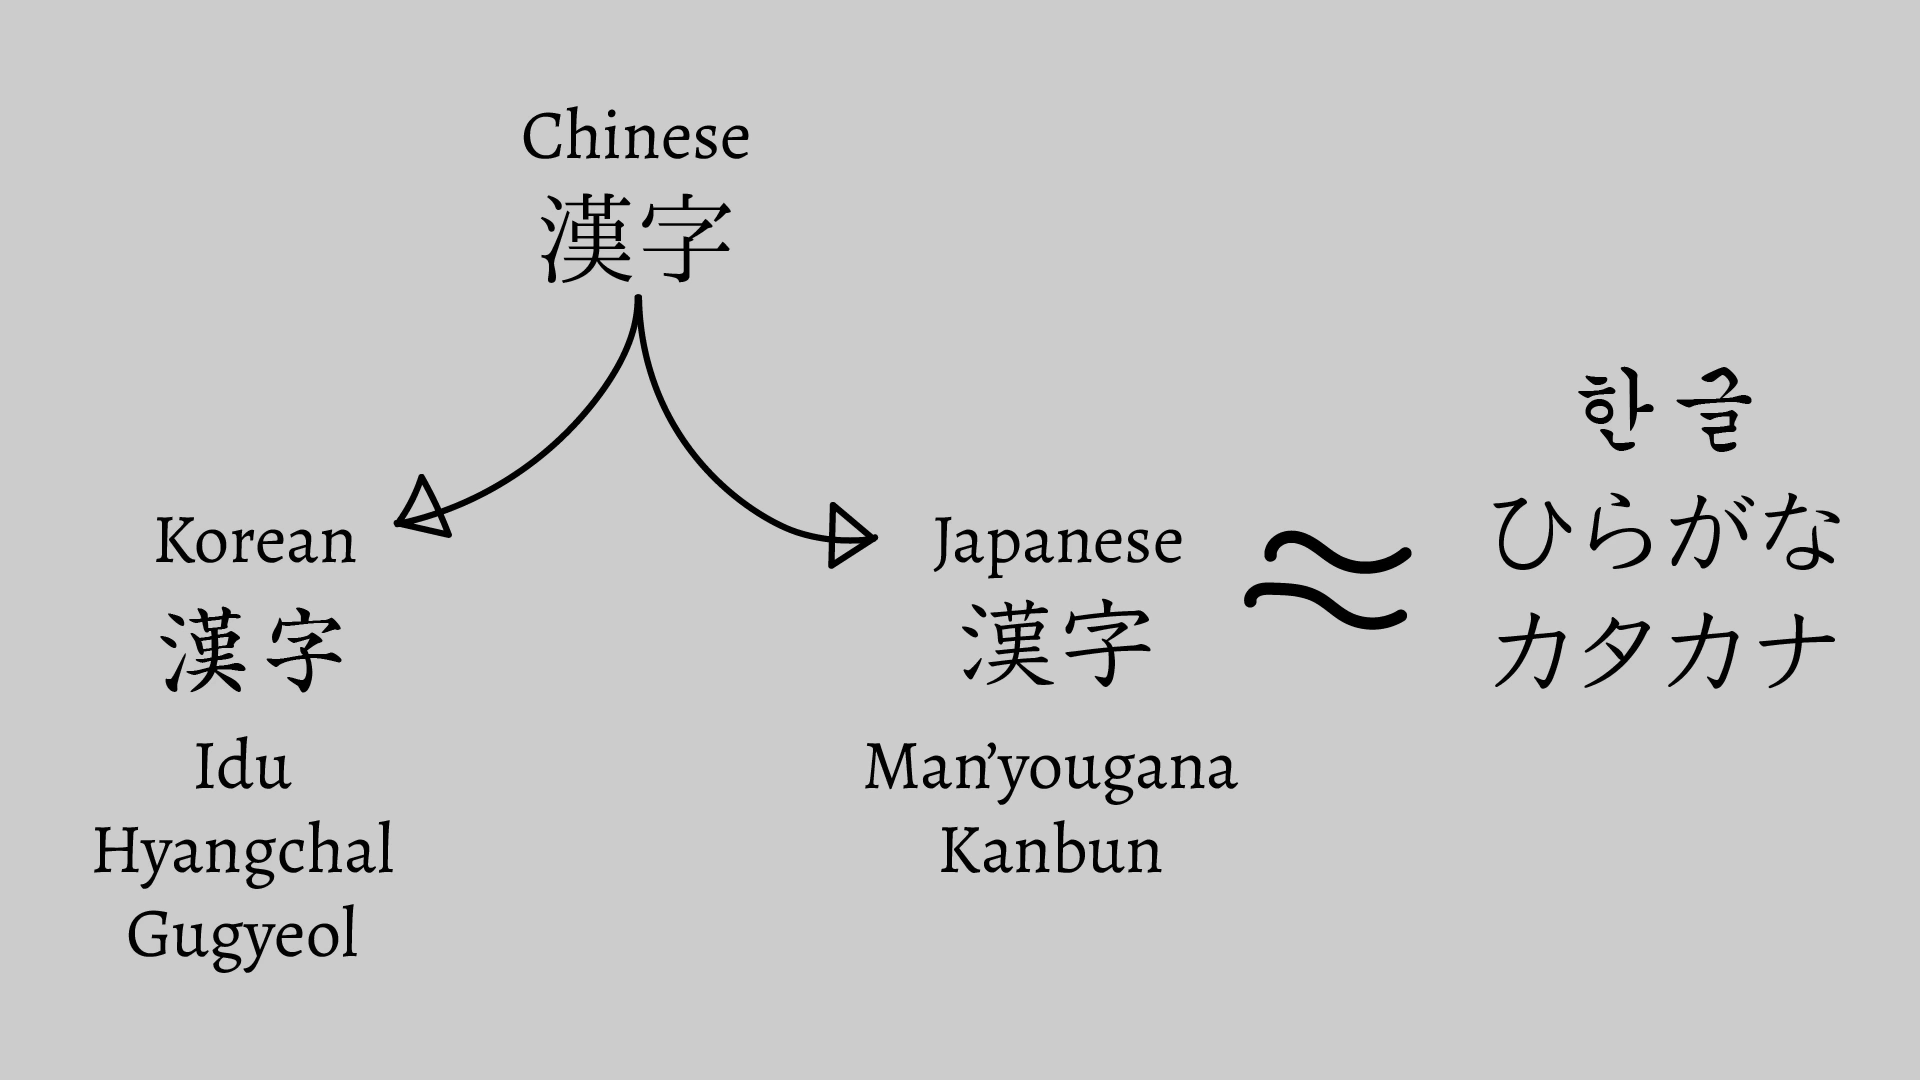 Chinese
漢字
Korean
漢字
Idu
Hyangchal
Gugyeol
Japanese
漢字
Man’yougana
Kanbun
≈
한글
ひらがな
カタカナ